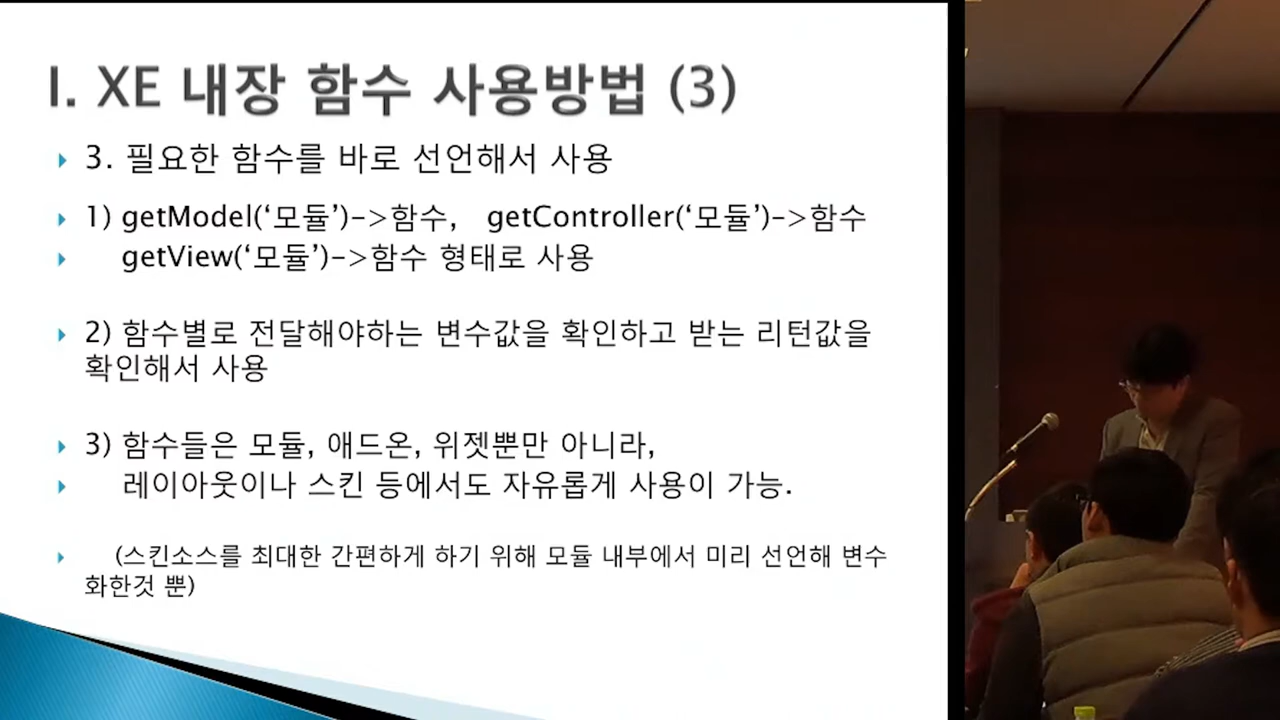 I. XE 내장 함수 사용방법 (3)
3. 필요한 함수를 바로 선언해서 사용
1) getModel(‘모듈’)->함수, getController(‘모듈’)->함수
getView(‘모듈’)->함수 형태로 사용
2) 함수별로 전달해야하는 변수값을 확인하고 받는 리턴값을
확인해서 사용
3) 함수들은 모듈, 애드온, 위젯뿐만 아니라,
레이아웃이나 스킨 등에서도 자유롭게 사용이 가능.
(스킨소스를 최대한 간편하게 하기 위해 모듈 내부에서 미리 선언해 변수
화한것 뿐)